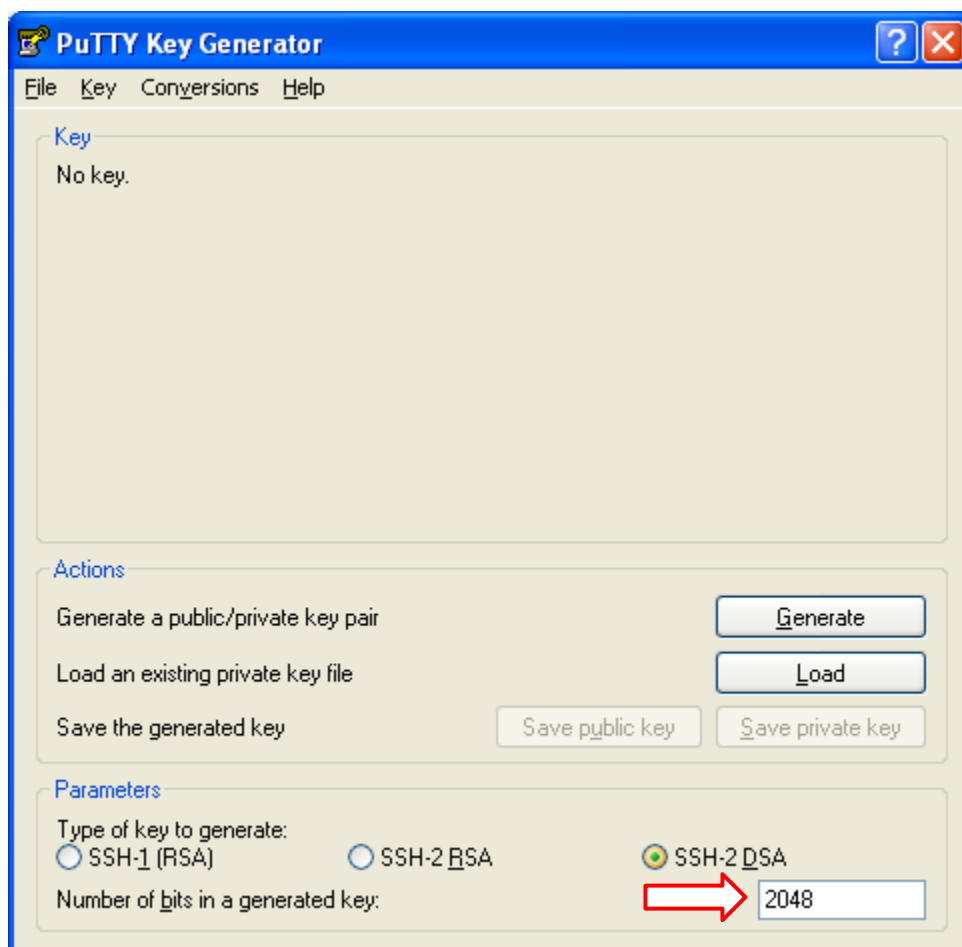 PuTTY Key Generator
File Key Conversions Help
Key
No key.
Actions
Generate a public/private key pair Generate
Load an existing private key file Load
Save the generated key Save public key Save private key
Parameters
Type of key to generate:
SSH-1 (RSA) SSH-2 RSA SSH-2 DSA
Number of bits in a generated key: 2048